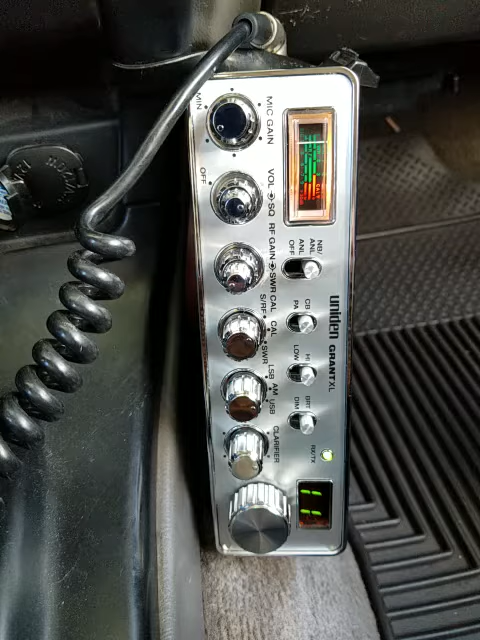 MIC GAIN
MIN
VOL SQ
OFF
RF GAIN SWR CAL
S/RF CAL SWR
LSB AM USB
CLARIFIER
NB/
ANL
ANL
OFF
CB
PA
HI
LOW
BRT
DIM
uniden GRANT XL
RX/TX
11